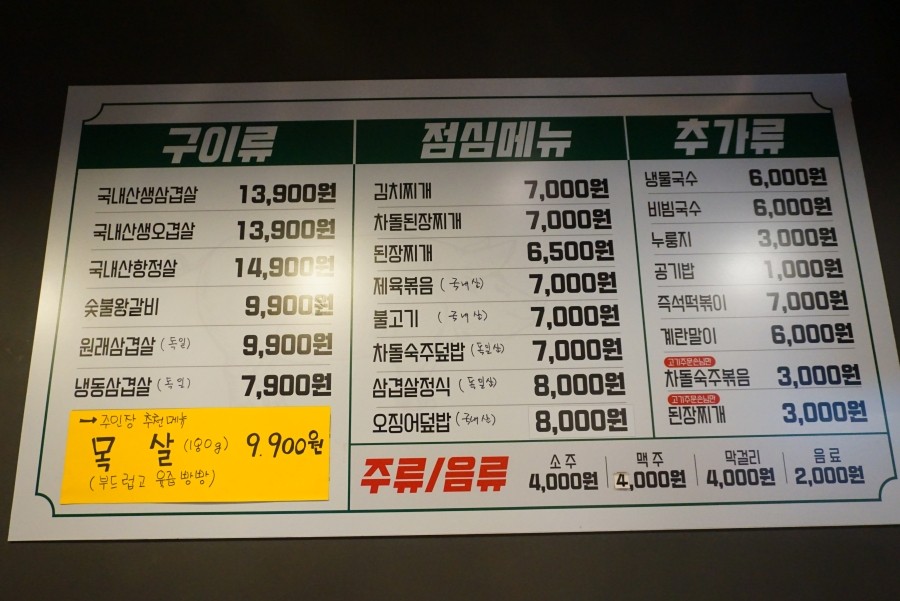 구이류
국내산생삼겹살 13,900원
국내산생오겹살 13,900원
국내산항정살 14,900원
숯불왕갈비 9,900원
원래삼겹살 (독일) 9,900원
냉동삼겹살 (독일) 7,900원
→ 주인장 추천메뉴
목살 (180g) 9.900원
(부드럽고 육즙 빵빵)
점심메뉴
김치찌개 7,000원
차돌된장찌개 7,000원
된장찌개 6,500원
제육볶음 (국내산) 7,000원
불고기 (국내산) 7,000원
차돌숙주덮밥 (독일산) 7,000원
삼겹살정식 (독일산) 8,000원
오징어덮밥 (국내산) 8,000원
추가류
냉물국수 6,000원
비빔국수 6,000원
누룽지 3,000원
공기밥 1,000원
즉석떡볶이 7,000원
계란말이 6,000원
고기주문손님만
차돌숙주볶음 3,000원
고기주문손님만
된장찌개 3,000원
주류/음류
소주 4,000원
맥주 4,000원
막걸리 4,000원
음료 2,000원